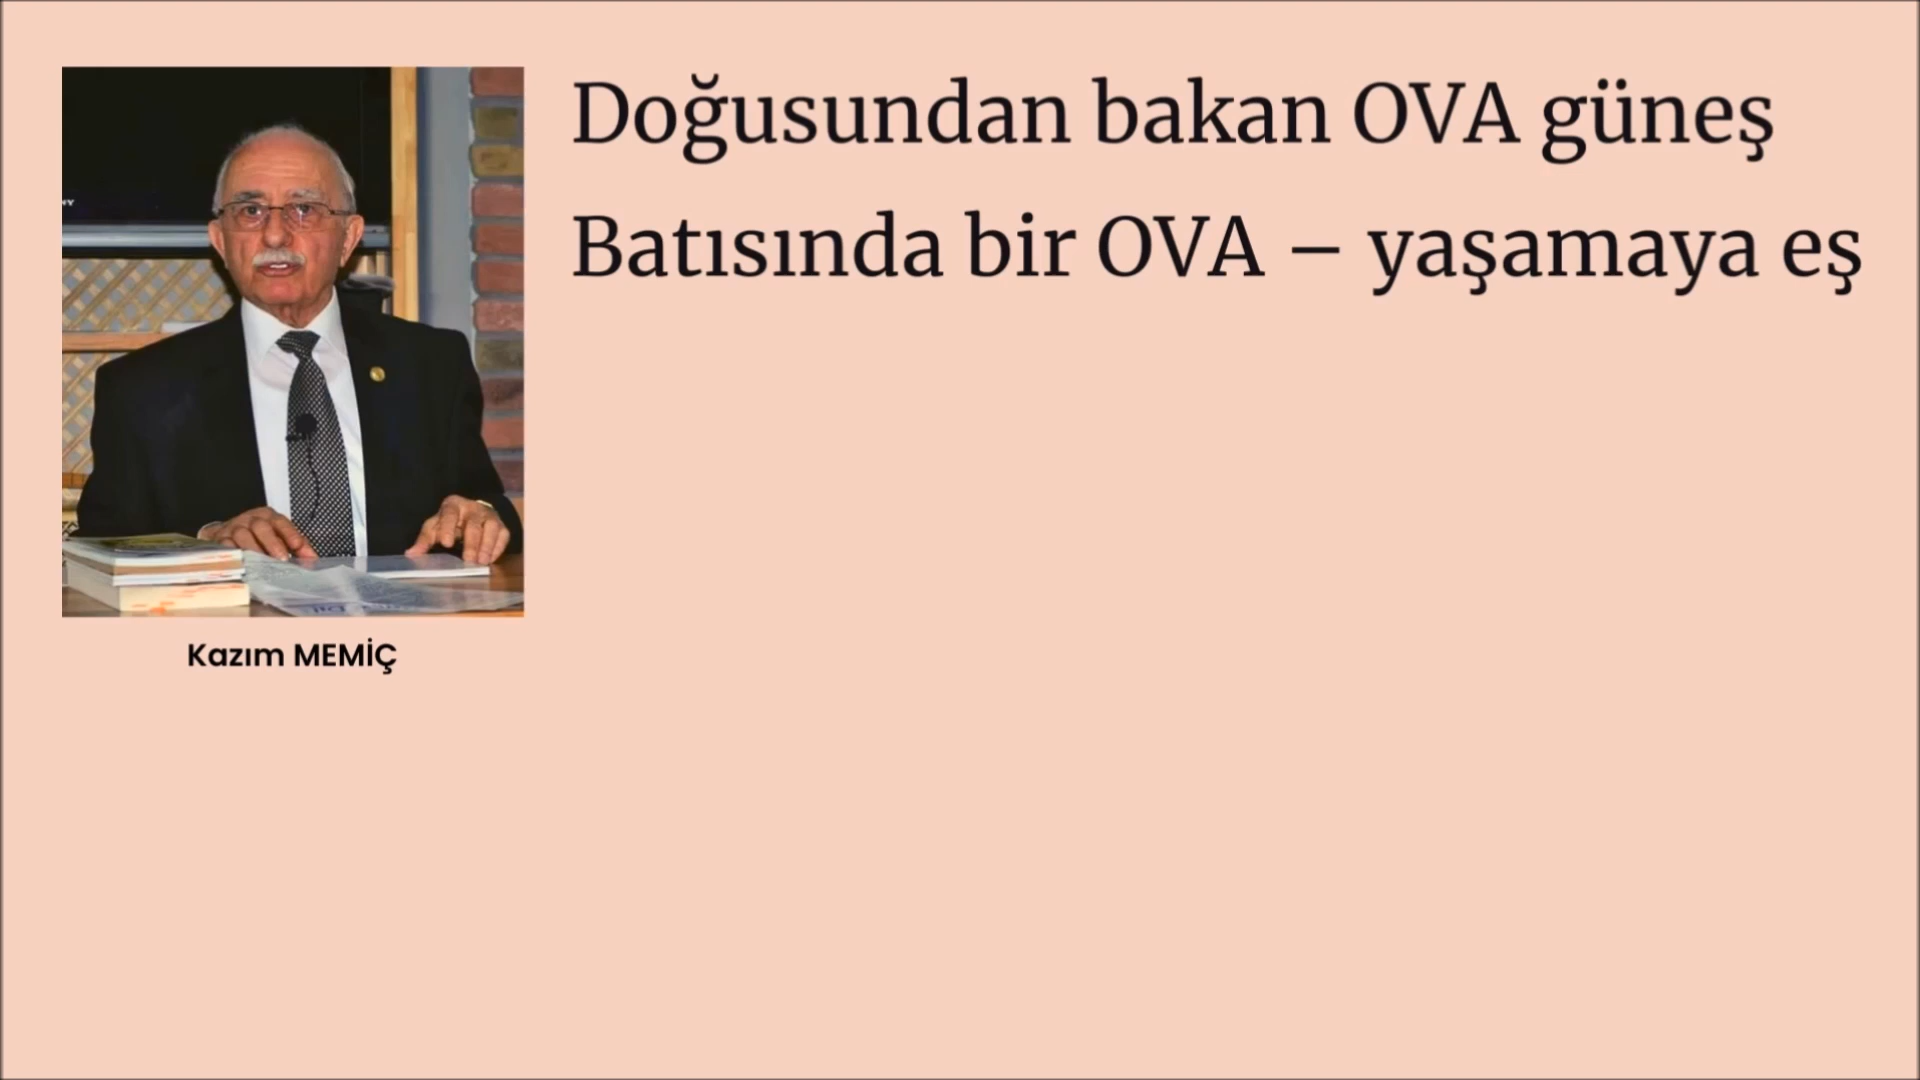 Doğusundan bakan OVA güneş
Batısında bir OVA – yaşamaya eş
Kazım MEMİÇ